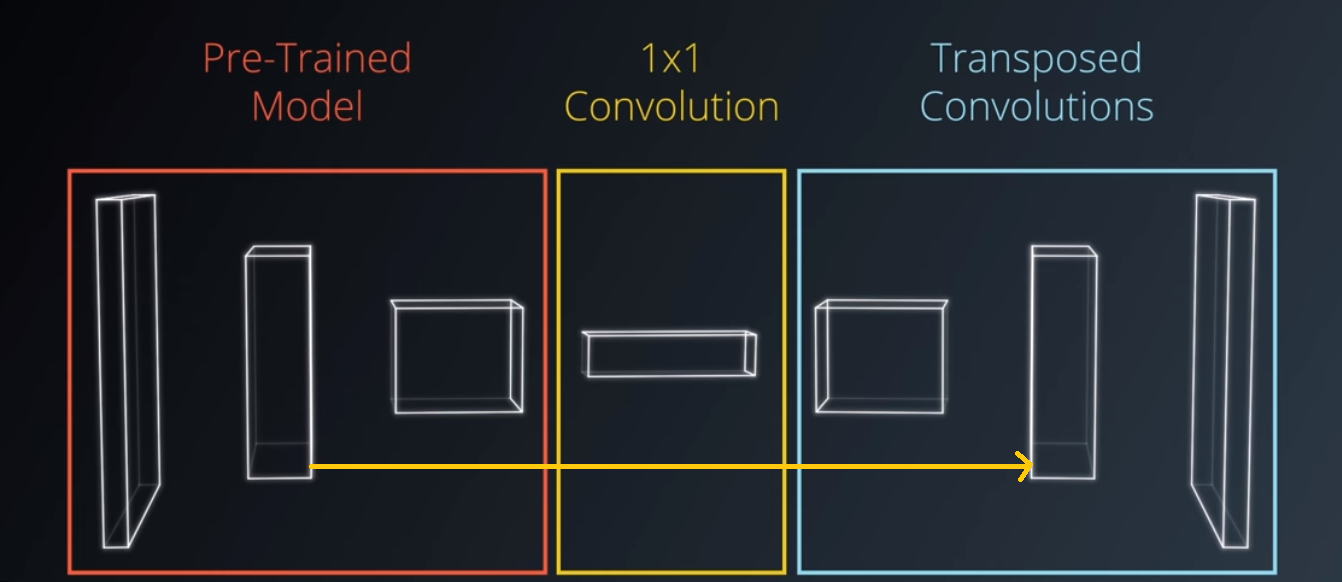 Pre-Trained
Model
1x1
Convolution
Transposed
Convolutions